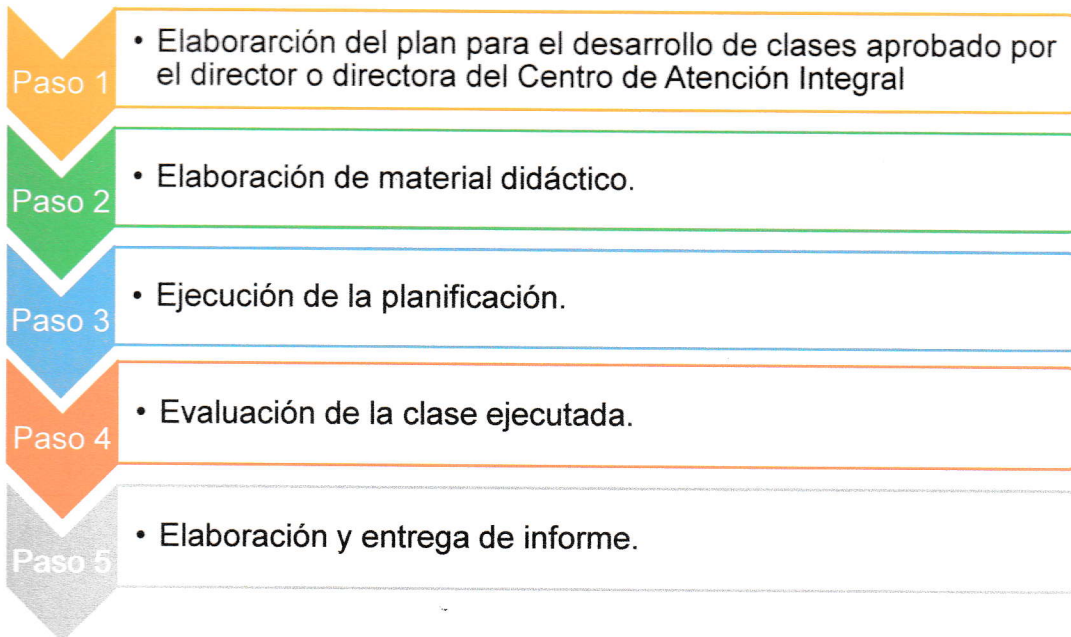 Paso 1
• Elaborarción del plan para el desarrollo de clases aprobado por
el director o directora del Centro de Atención Integral
Paso 2
• Elaboración de material didáctico.
Paso 3
• Ejecución de la planificación.
Paso 4
• Evaluación de la clase ejecutada.
Paso 5
• Elaboración y entrega de informe.